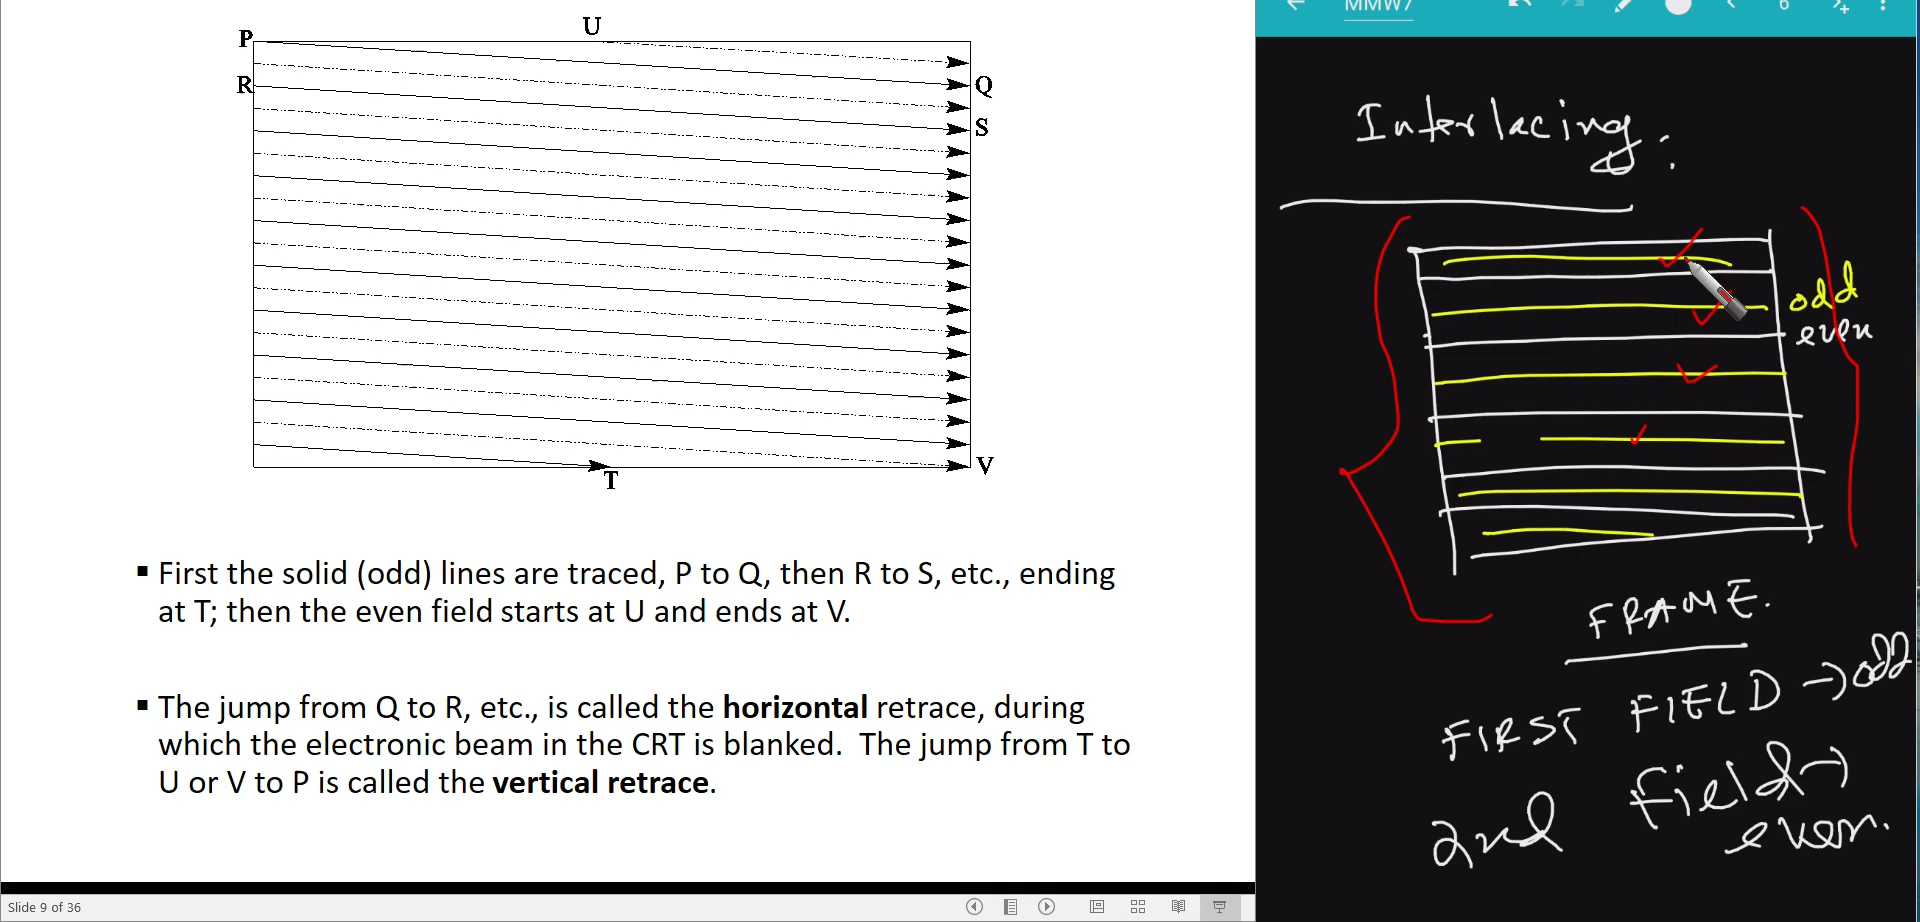 U
P
R
Q
S
T
V
▪ First the solid (odd) lines are traced, P to Q, then R to S, etc., ending
at T; then the even field starts at U and ends at V.
▪ The jump from Q to R, etc., is called the horizontal retrace, during
which the electronic beam in the CRT is blanked. The jump from T to
U or V to P is called the vertical retrace.
Slide 9 of 36
MMW7
6
Interlacing:
odd
even
FRAME.
FIRST FIELD → odd
2nd field →
even.